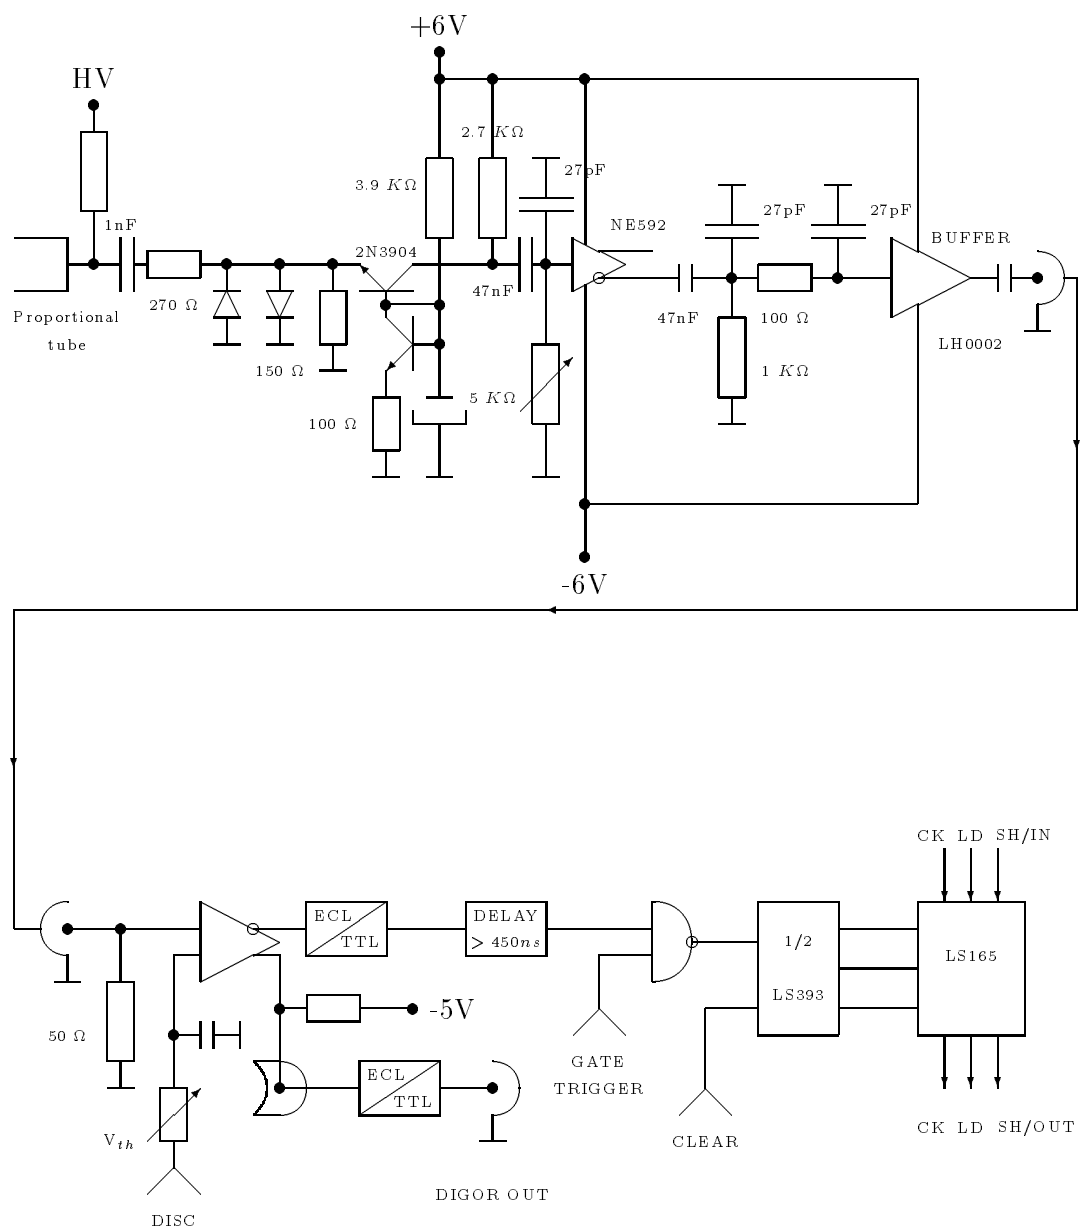 +6V
HV
2.7 KΩ
27pF
3.9 KΩ
1nF
27pF
27pF
NE592
BUFFER
2N3904
270 Ω
47nF
47nF
100 Ω
Proportional
tube
LH0002
150 Ω
1 KΩ
5 KΩ
100 Ω
-6V
CK LD SH/IN
ECL
TTL
DELAY
> 450ns
1/2
LS393
LS165
50 Ω
-5V
GATE
TRIGGER
ECL
TTL
CK LD SH/OUT
Vth
CLEAR
DIGOR OUT
DISC